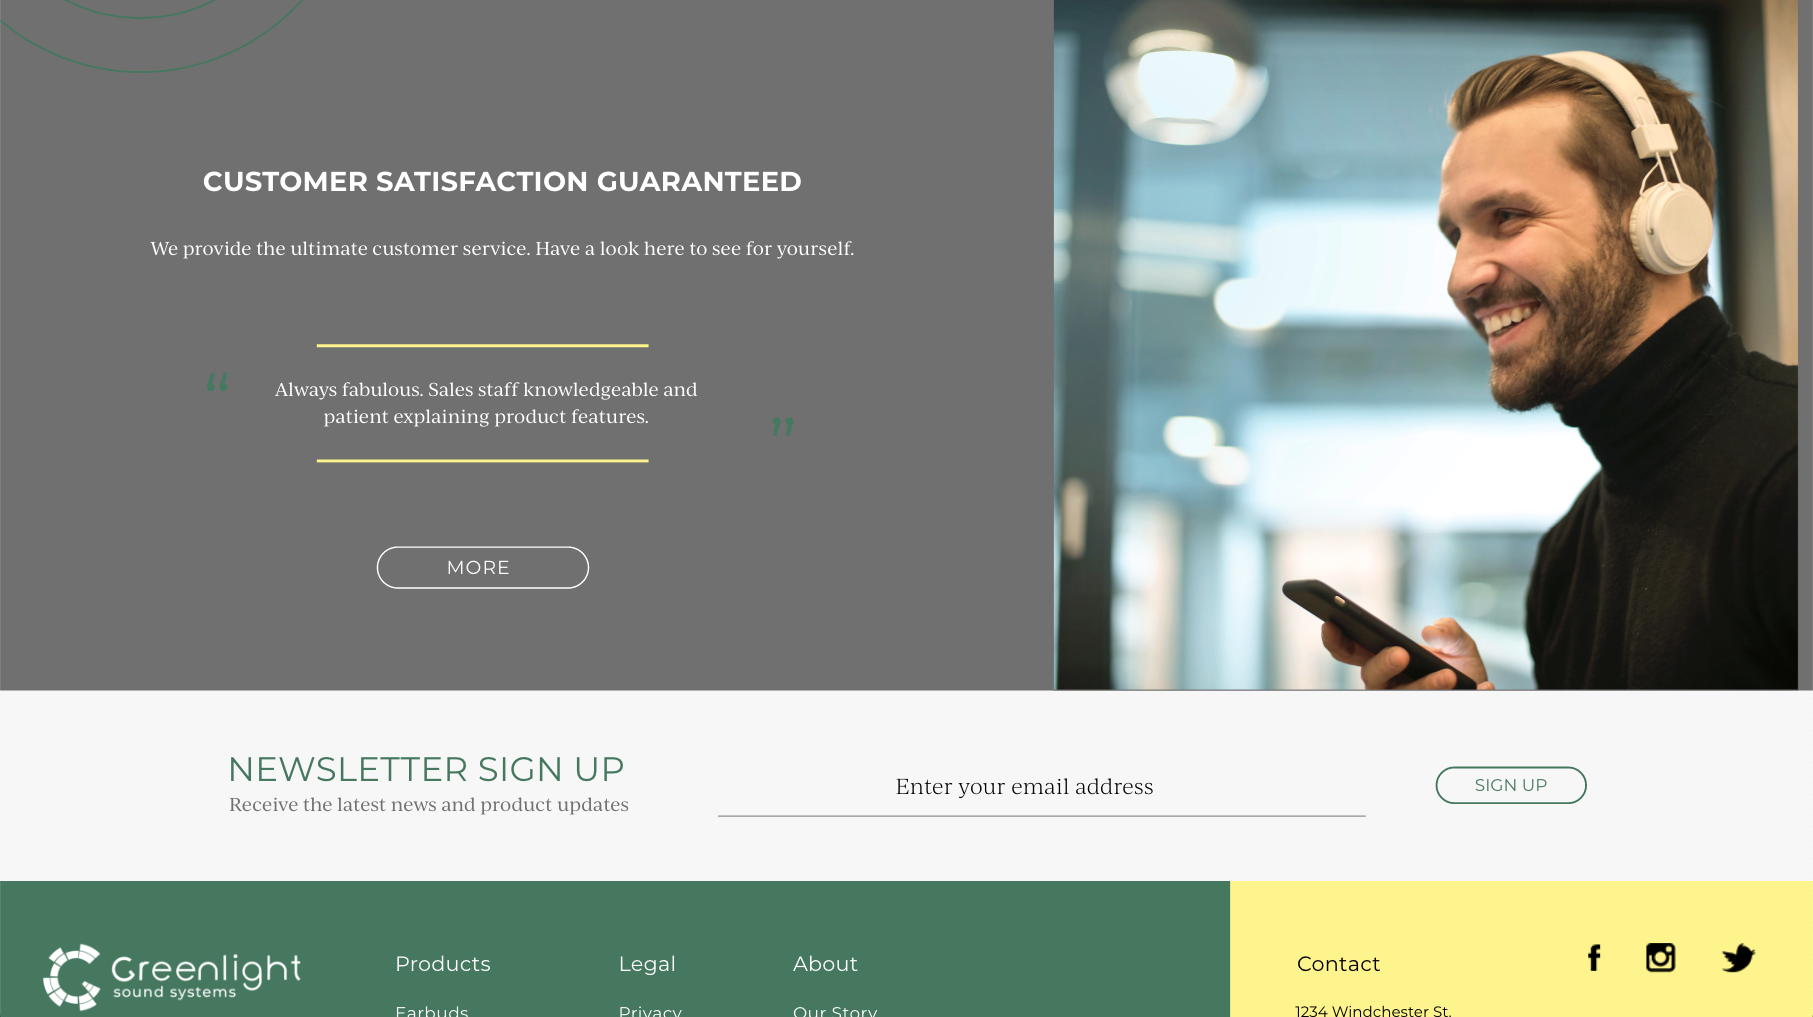 CUSTOMER SATISFACTION GUARANTEED
We provide the ultimate customer service. Have a look here to see for yourself.
“ Always fabulous. Sales staff knowledgeable and
patient explaining product features. ”
MORE
NEWSLETTER SIGN UP
Receive the latest news and product updates
Enter your email address
SIGN UP
Greenlight
sound systems
Products
Legal
About
Contact
Earbuds
Privacy
Our Story
1234 Windchester St.